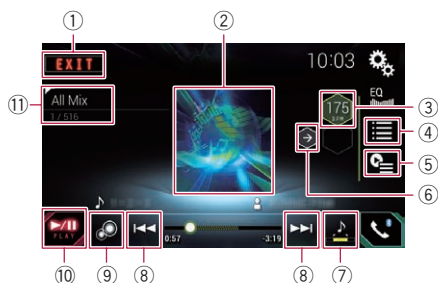 ① ② 
EXIT 10:03
⑪ All Mix EQ
1 / 516
175 ③
BPM
④
⑤
⑥
0:57 -3:19
PLAY
⑩ ⑨ ⑧ ⑧ ⑦